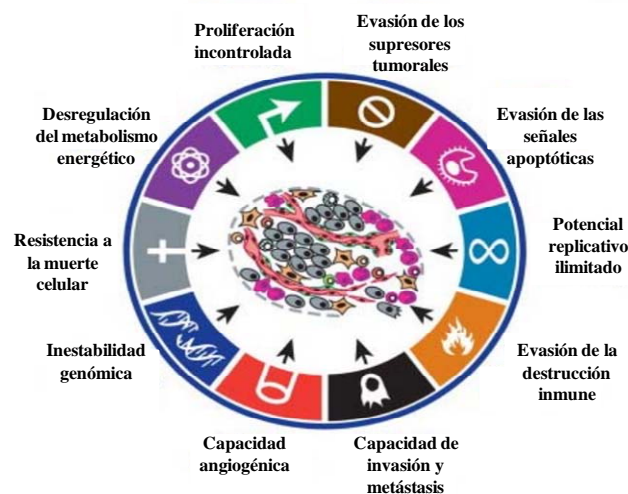 Proliferación
incontrolada
Evasión de los
supresores
tumorales
Desregulación
del metabolismo
energético
Evasión de las
señales
apoptóticas
Resistencia a
la muerte
celular
Potencial
replicativo
ilimitado
Inestabilidad
genómica
Evasión de la
destrucción
inmune
Capacidad
angiogénica
Capacidad de
invasión y
metástasis